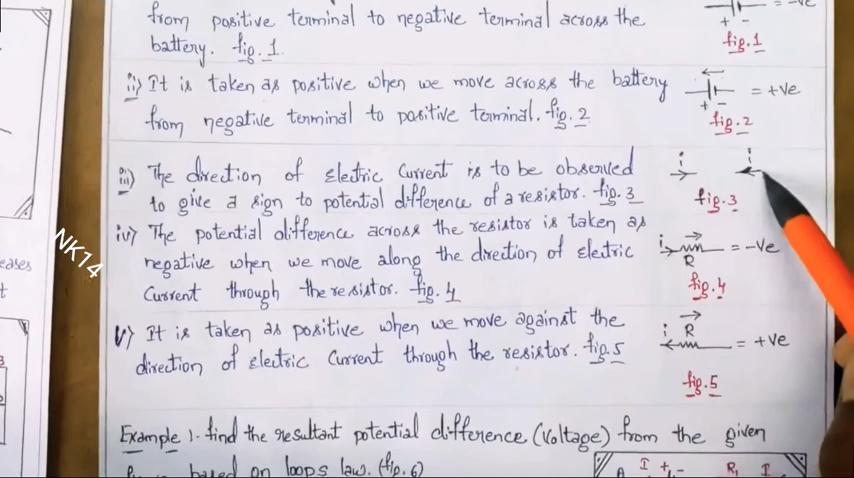 from positive terminal to negative terminal across the
battery. fig. 1
= -ve
+ -
fig. 1
ii) It is taken as positive when we move across the battery
from negative terminal to positive terminal. fig. 2
= +ve
+ -
fig. 2
iii) The direction of Electric Current is to be observed
to give a sign to potential difference of a resistor. fig. 3
i i
fig. 3
iv) The potential difference across the resistor is taken as
negative when we move along the direction of electric
Current through the resistor. fig. 4
i R = -ve
fig. 4
v) It is taken as positive when we move against the
direction of electric Current through the resistor. fig. 5
i R = +ve
fig. 5
Example 1. find the resultant potential difference (voltage) from the given
based on loops law. (fig. 6)
A I + - R1 I
NK14
eases
t